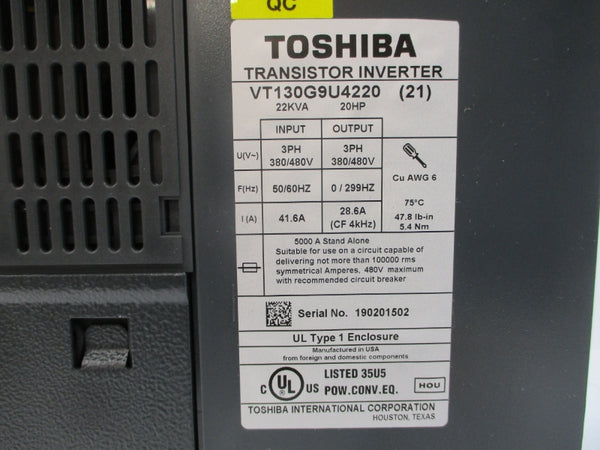 QC
TOSHIBA
TRANSISTOR INVERTER
VT130G9U4220 (21)
22KVA 20HP
INPUT OUTPUT
U(V~) 3PH 380/480V 3PH 380/480V
F(Hz) 50/60HZ 0 / 299HZ
I (A) 41.6A 28.6A (CF 4kHz)
Cu AWG 6
75°C
47.8 lb-in
5.4 Nm
5000 A Stand Alone
Suitable for use on a circuit capable of
delivering not more than 100000 rms
symmetrical Amperes, 480V maximum
with recommended circuit breaker
Serial No. 190201502
UL Type 1 Enclosure
Manufactured in USA
from foreign and domestic components
C UL US LISTED 35U5
POW.CONV.EQ. HOU
TOSHIBA INTERNATIONAL CORPORATION
HOUSTON, TEXAS